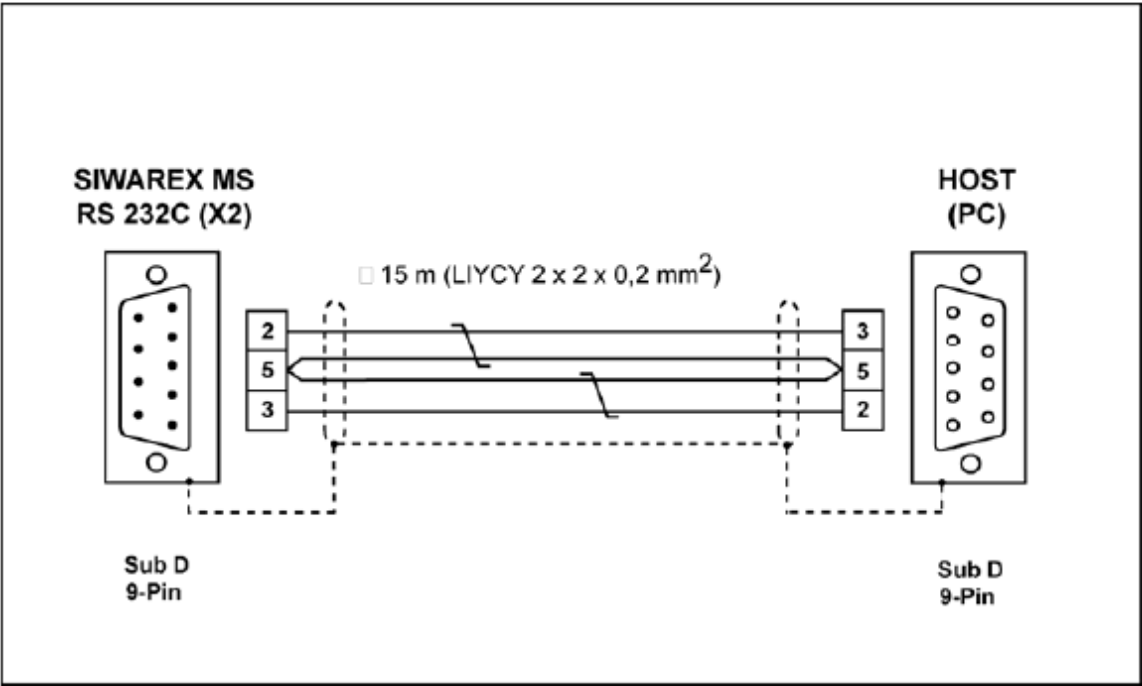 SIWAREX MS
RS 232C (X2)
HOST
(PC)
□ 15 m (LIYCY 2 x 2 x 0,2 mm²)
2
3
5
5
3
2
Sub D
9-Pin
Sub D
9-Pin